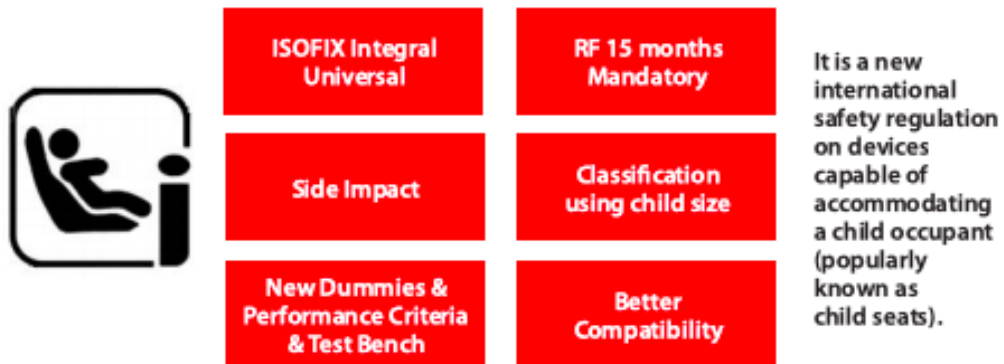 ISOFIX Integral
Universal
RF 15 months
Mandatory
Side Impact
Classification
using child size
New Dummies &
Performance Criteria
& Test Bench
Better
Compatibility
It is a new
international
safety regulation
on devices
capable of
accommodating
a child occupant
(popularly
known as
child seats).